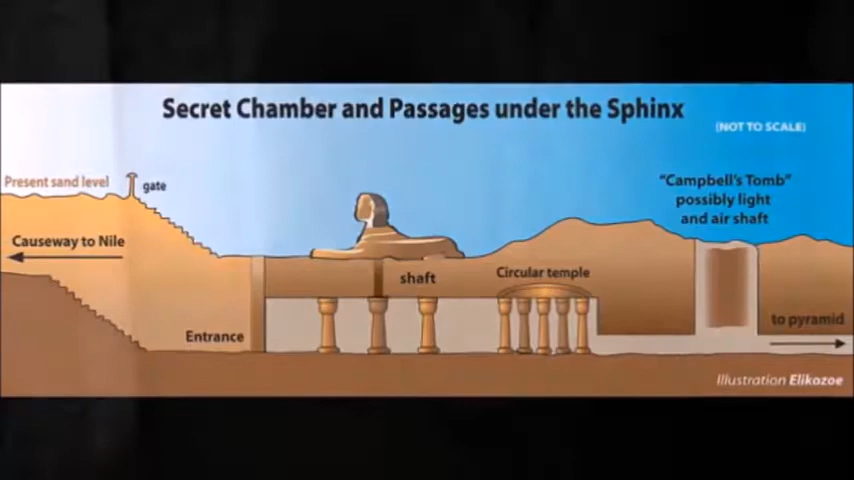 Secret Chamber and Passages under the Sphinx
(NOT TO SCALE)
Present sand level
gate
"Campbell's Tomb"
possibly light
and air shaft
Causeway to Nile
shaft
Circular temple
Entrance
to pyramid
Illustration Elikozoe